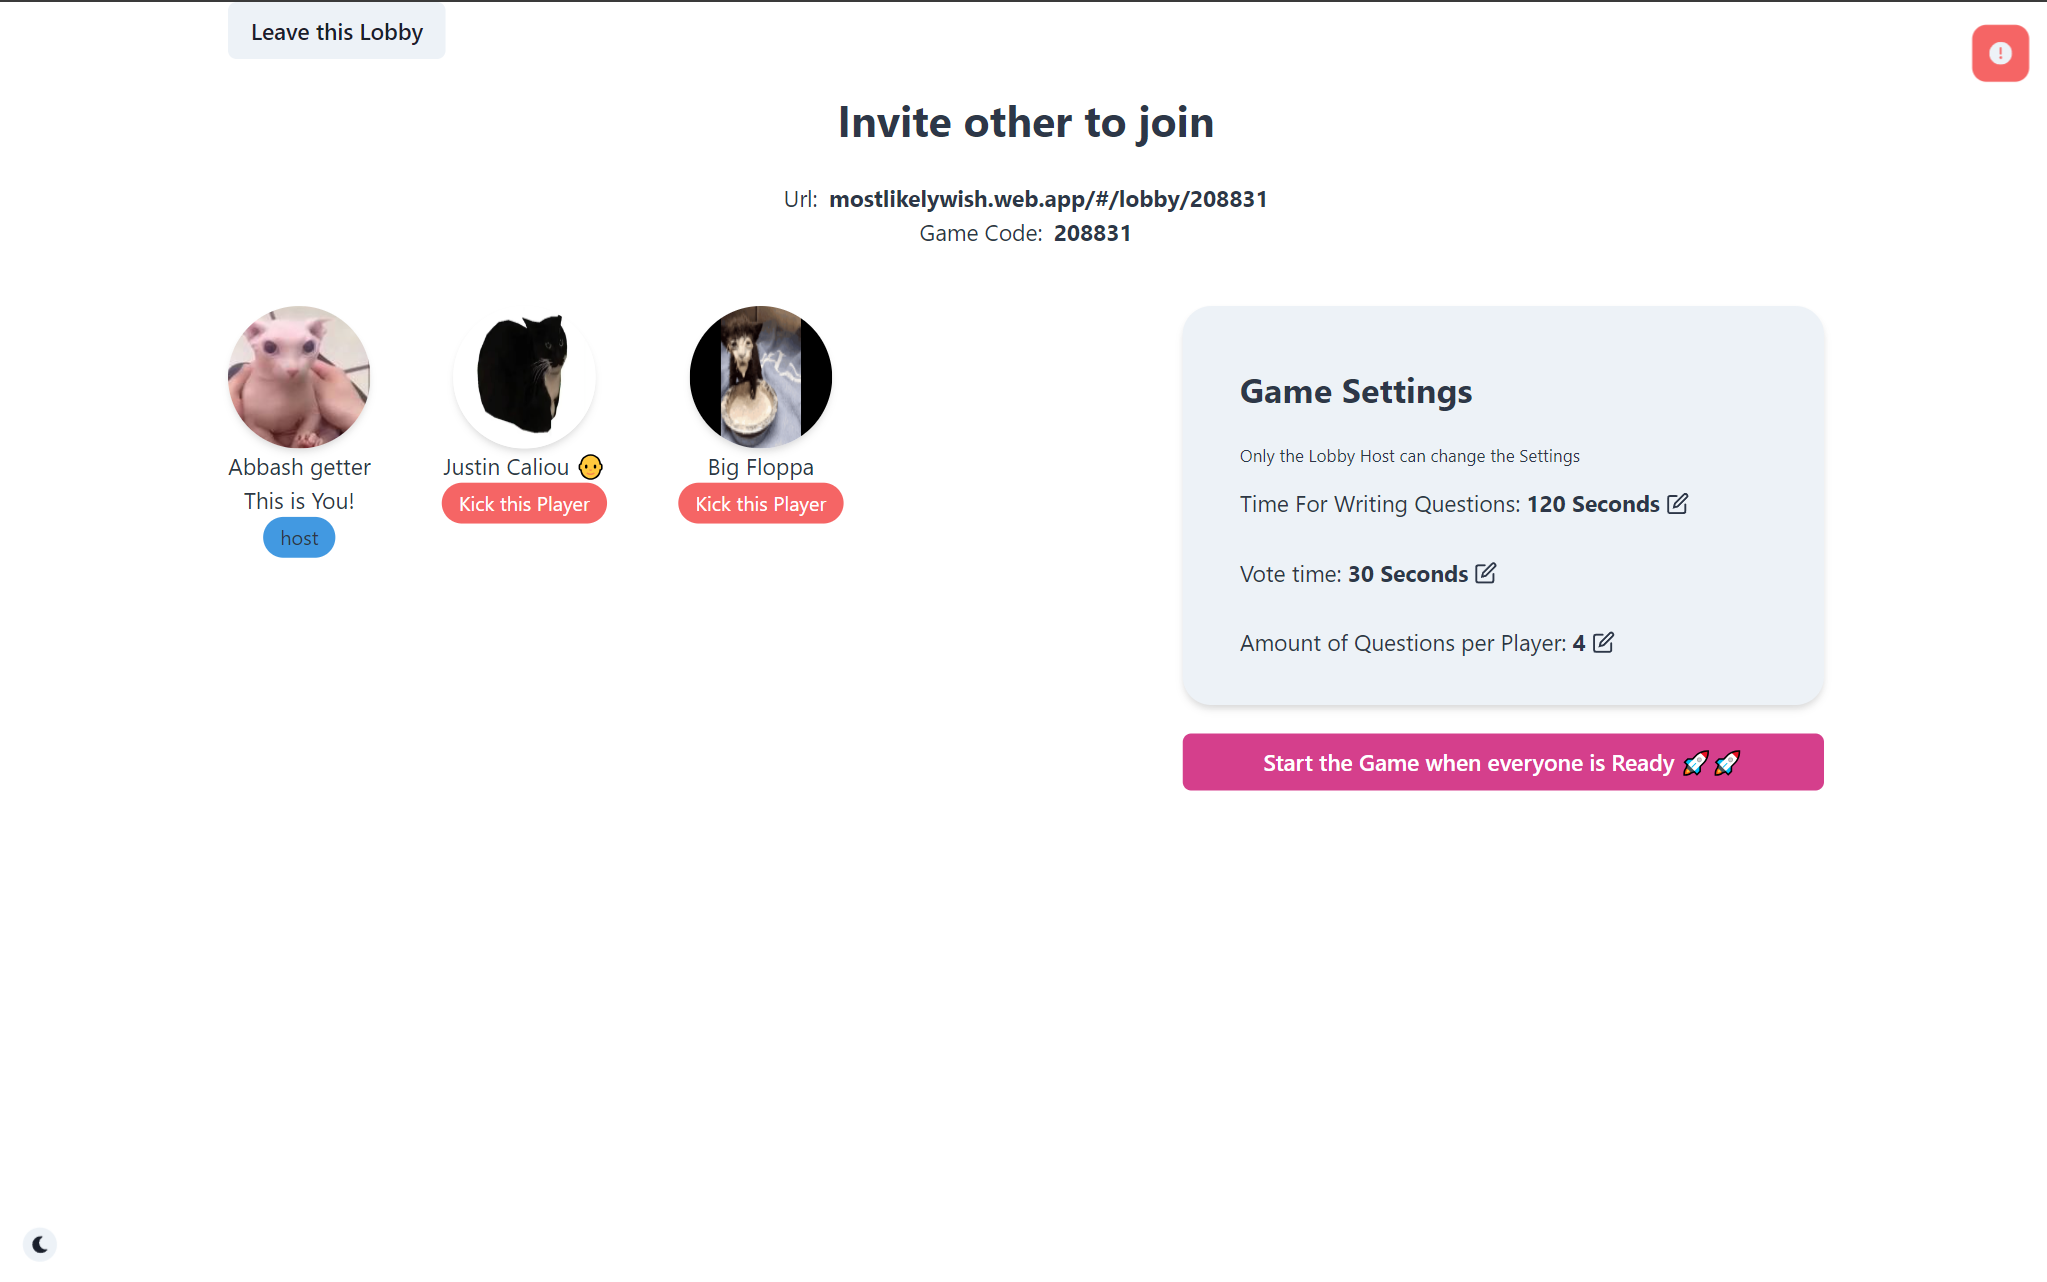 Leave this Lobby
Invite other to join
Url: mostlikelywish.web.app/#/lobby/208831
Game Code: 208831
Abbash getter
This is You!
host
Justin Caliou 👴
Kick this Player
Big Floppa
Kick this Player
Game Settings
Only the Lobby Host can change the Settings
Time For Writing Questions: 120 Seconds
Vote time: 30 Seconds
Amount of Questions per Player: 4
Start the Game when everyone is Ready 🚀🚀